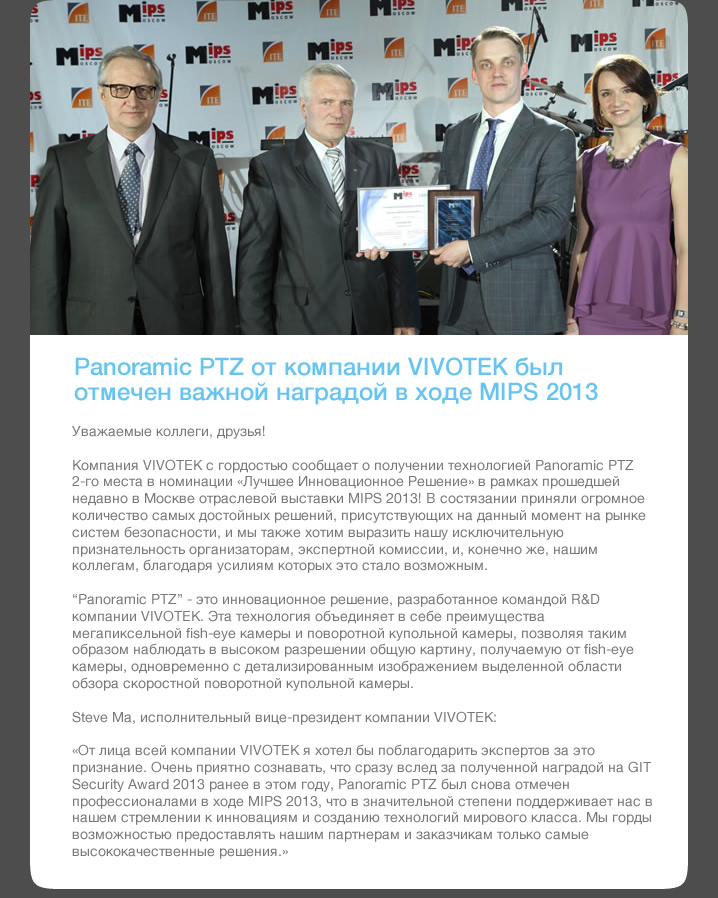 Mips
MOSCOW
ITE
Panoramic PTZ от компании VIVOTEK был
отмечен важной наградой в ходе MIPS 2013
Уважаемые коллеги, друзья!
Компания VIVOTEK с гордостью сообщает о получении технологией Panoramic PTZ
2-го места в номинации «Лучшее Инновационное Решение» в рамках прошедшей
недавно в Москве отраслевой выставки MIPS 2013! В состязании приняли огромное
количество самых достойных решений, присутствующих на данный момент на рынке
систем безопасности, и мы также хотим выразить нашу исключительную
признательность организаторам, экспертной комиссии, и, конечно же, нашим
коллегам, благодаря усилиям которых это стало возможным.
“Panoramic PTZ” - это инновационное решение, разработанное командой R&D
компании VIVOTEK. Эта технология объединяет в себе преимущества
мегапиксельной fish-eye камеры и поворотной купольной камеры, позволяя таким
образом наблюдать в высоком разрешении общую картину, получаемую от fish-eye
камеры, одновременно с детализированным изображением выделенной области
обзора скоростной поворотной купольной камеры.
Steve Ma, исполнительный вице-президент компании VIVOTEK:
«От лица всей компании VIVOTEK я хотел бы поблагодарить экспертов за это
признание. Очень приятно сознавать, что сразу вслед за полученной наградой на GIT
Security Award 2013 ранее в этом году, Panoramic PTZ был снова отмечен
профессионалами в ходе MIPS 2013, что в значительной степени поддерживает нас в
нашем стремлении к инновациям и созданию технологий мирового класса. Мы горды
возможностью предоставлять нашим партнерам и заказчикам только самые
высококачественные решения.»